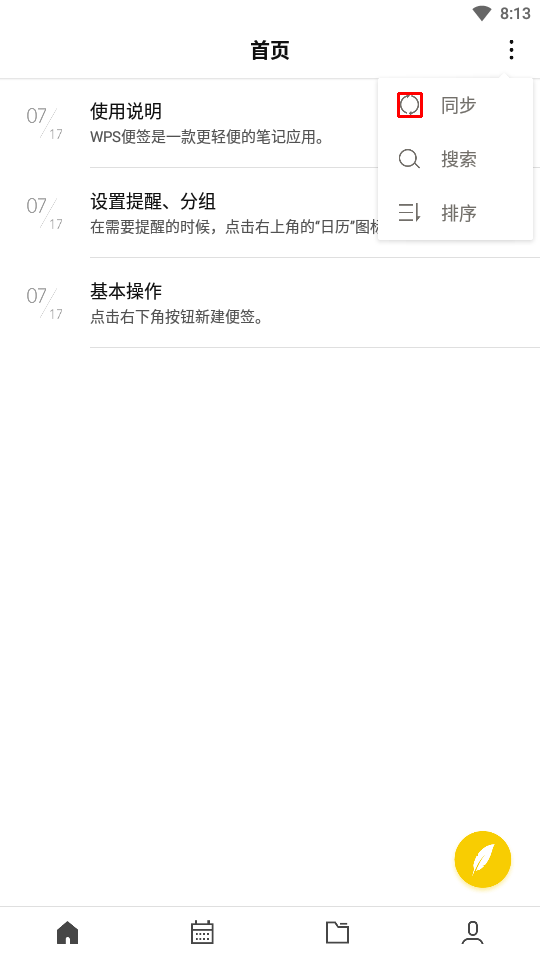 8:13
首页
同步
搜索
排序
07/17
使用说明
WPS便签是一款更轻便的笔记应用。
07/17
设置提醒、分组
在需要提醒的时候，点击右上角的“日历”图标
07/17
基本操作
点击右下角按钮新建便签。